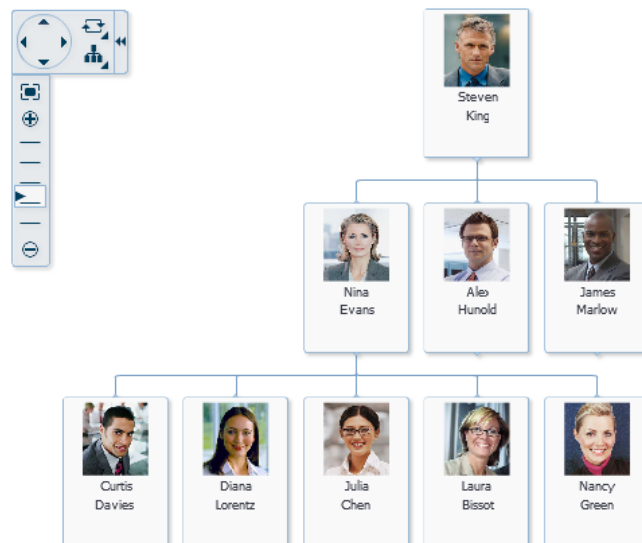 Steven
King
Nina
Evans
Alex
Hunold
James
Marlow
Curtis
Davies
Diana
Lorentz
Julia
Chen
Laura
Bissot
Nancy
Green